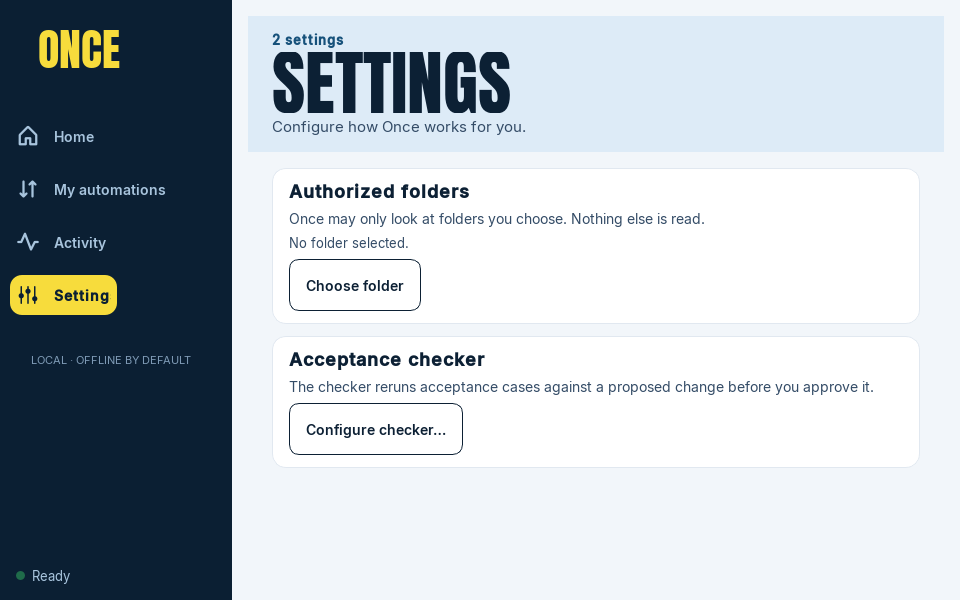 ONCE
Home
My automations
Activity
Setting
LOCAL · OFFLINE BY DEFAULT
Ready
2 settings
SETTINGS
Configure how Once works for you.
Authorized folders
Once may only look at folders you choose. Nothing else is read.
No folder selected.
Choose folder
Acceptance checker
The checker reruns acceptance cases against a proposed change before you approve it.
Configure checker...